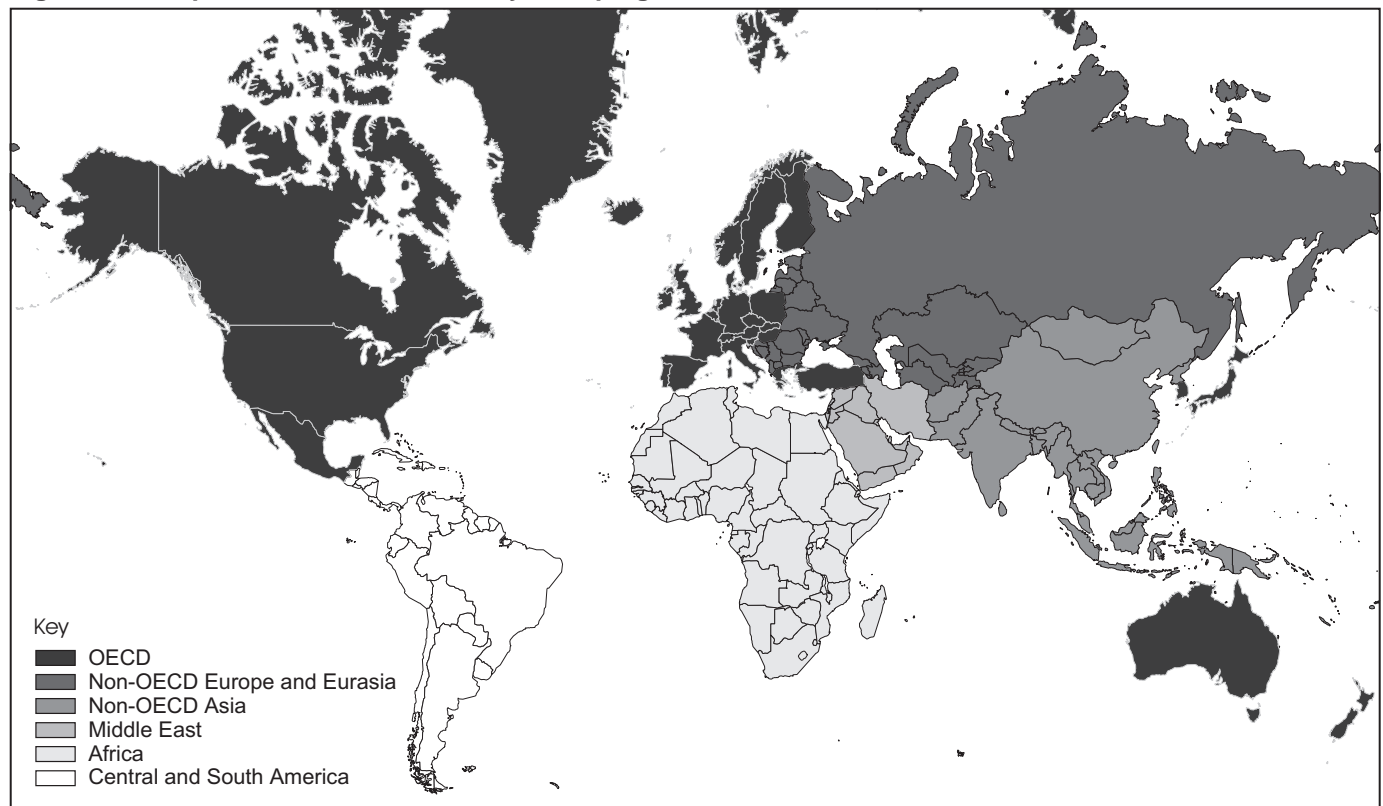 Key
OECD
Non-OECD Europe and Eurasia
Non-OECD Asia
Middle East
Africa
Central and South America